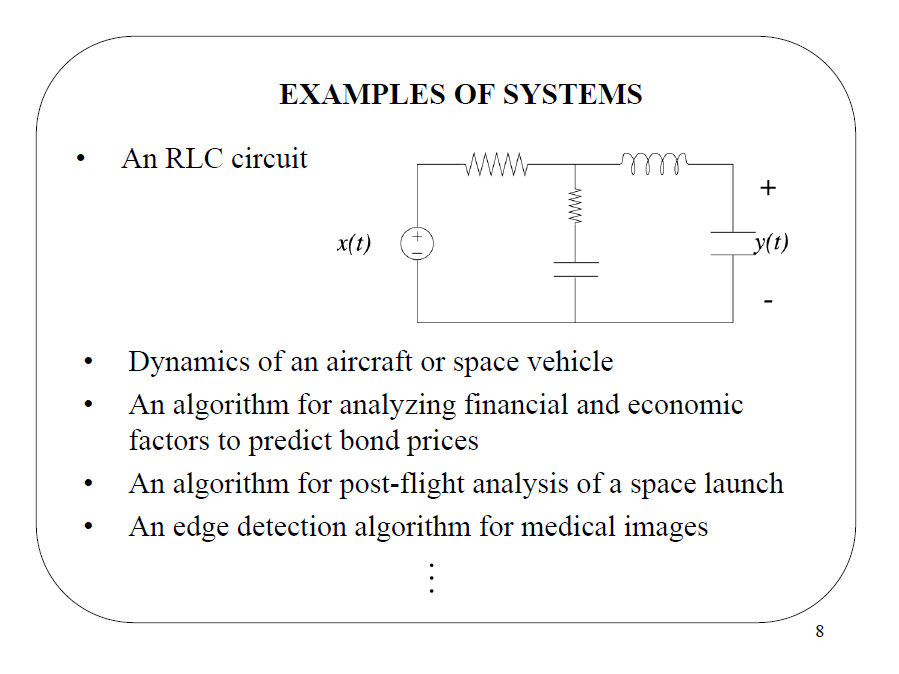 EXAMPLES OF SYSTEMS
• An RLC circuit
+
x(t)
+
−
y(t)
-
• Dynamics of an aircraft or space vehicle
• An algorithm for analyzing financial and economic
factors to predict bond prices
• An algorithm for post-flight analysis of a space launch
• An edge detection algorithm for medical images
⋮
8